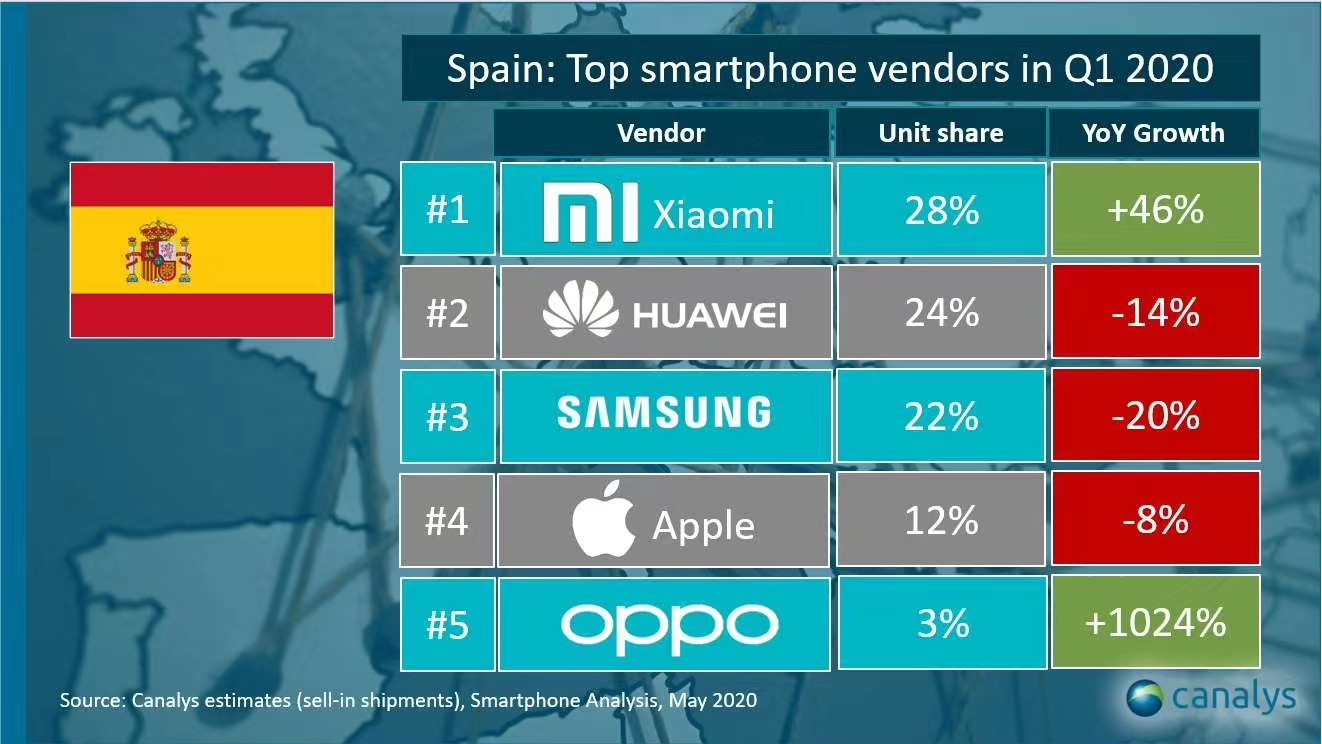 Spain: Top smartphone vendors in Q1 2020
Vendor Unit share YoY Growth
#1 MI Xiaomi 28% +46%
#2 HUAWEI 24% -14%
#3 SAMSUNG 22% -20%
#4 Apple 12% -8%
#5 oppo 3% +1024%
Source: Canalys estimates (sell-in shipments), Smartphone Analysis, May 2020
canalys